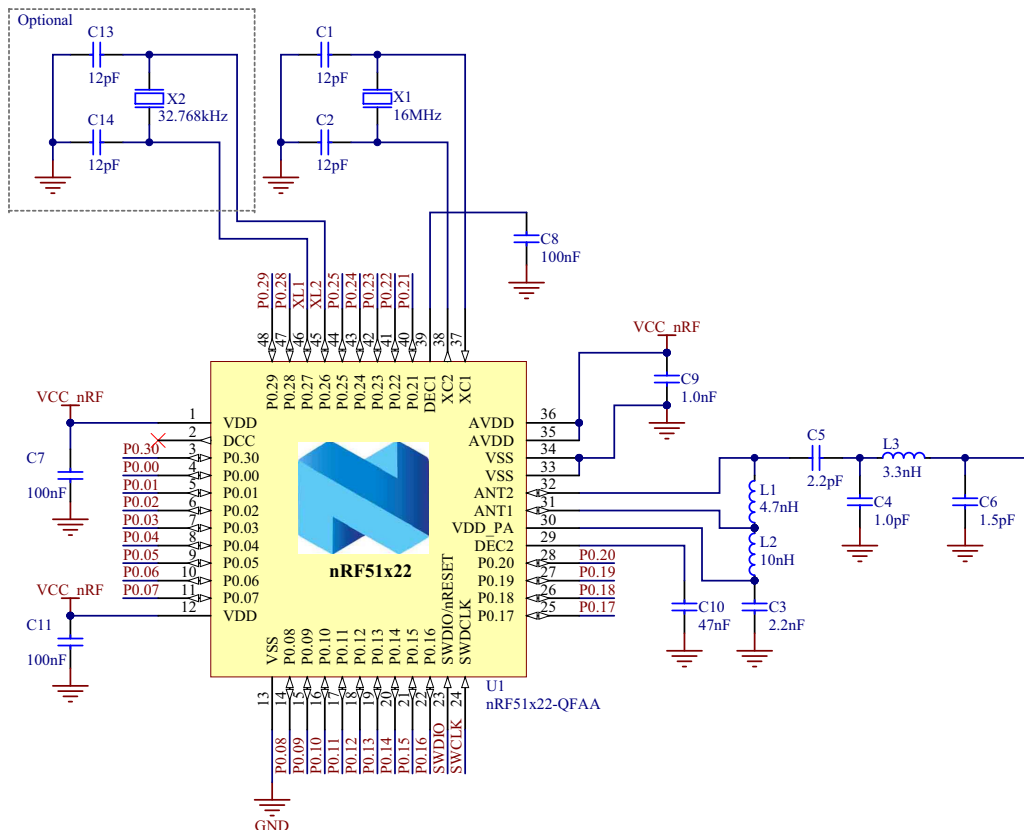 Optional
C13
12pF
X2
32.768kHz
C14
12pF
C1
12pF
X1
16MHz
C2
12pF
C8
100nF
P0.29
P0.28
XL1
XL2
P0.25
P0.24
P0.23
P0.22
P0.21
48
47
46
45
44
43
42
41
40
39
38
37
P0.29
P0.28
P0.27
P0.26
P0.25
P0.24
P0.23
P0.22
P0.21
DEC1
XC2
XC1
VCC_nRF
C7
100nF
VCC_nRF
C11
100nF
P0.30
P0.00
P0.01
P0.02
P0.03
P0.04
P0.05
P0.06
P0.07
1
2
3
4
5
6
7
8
9
10
11
12
VDD
DCC
P0.30
P0.00
P0.01
P0.02
P0.03
P0.04
P0.05
P0.06
P0.07
VDD
nRF51x22
AVDD
AVDD
VSS
VSS
ANT2
ANT1
VDD_PA
DEC2
P0.20
P0.19
P0.18
P0.17
36
35
34
33
32
31
30
29
28
27
26
25
P0.20
P0.19
P0.18
P0.17
VCC_nRF
C9
1.0nF
C5
2.2pF
L3
3.3nH
L1
4.7nH
C4
1.0pF
C6
1.5pF
L2
10nH
C10
47nF
C3
2.2nF
VSS
P0.08
P0.09
P0.10
P0.11
P0.12
P0.13
P0.14
P0.15
P0.16
SWDIO/nRESET
SWDCLK
U1
nRF51x22-QFAA
13
14
15
16
17
18
19
20
21
22
23
24
P0.08
P0.09
P0.10
P0.11
P0.12
P0.13
P0.14
P0.15
P0.16
SWDIO
SWCLK
GND